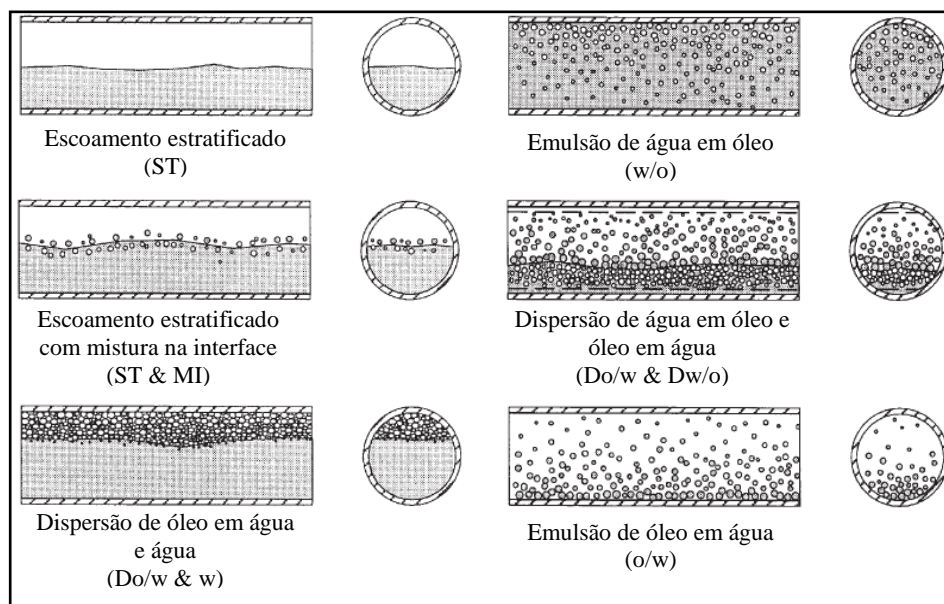 Escoamento estratificado
(ST)
Emulsão de água em óleo
(w/o)
Escoamento estratificado
com mistura na interface
(ST & MI)
Dispersão de água em óleo e
óleo em água
(Do/w & Dw/o)
Dispersão de óleo em água
e água
(Do/w & w)
Emulsão de óleo em água
(o/w)